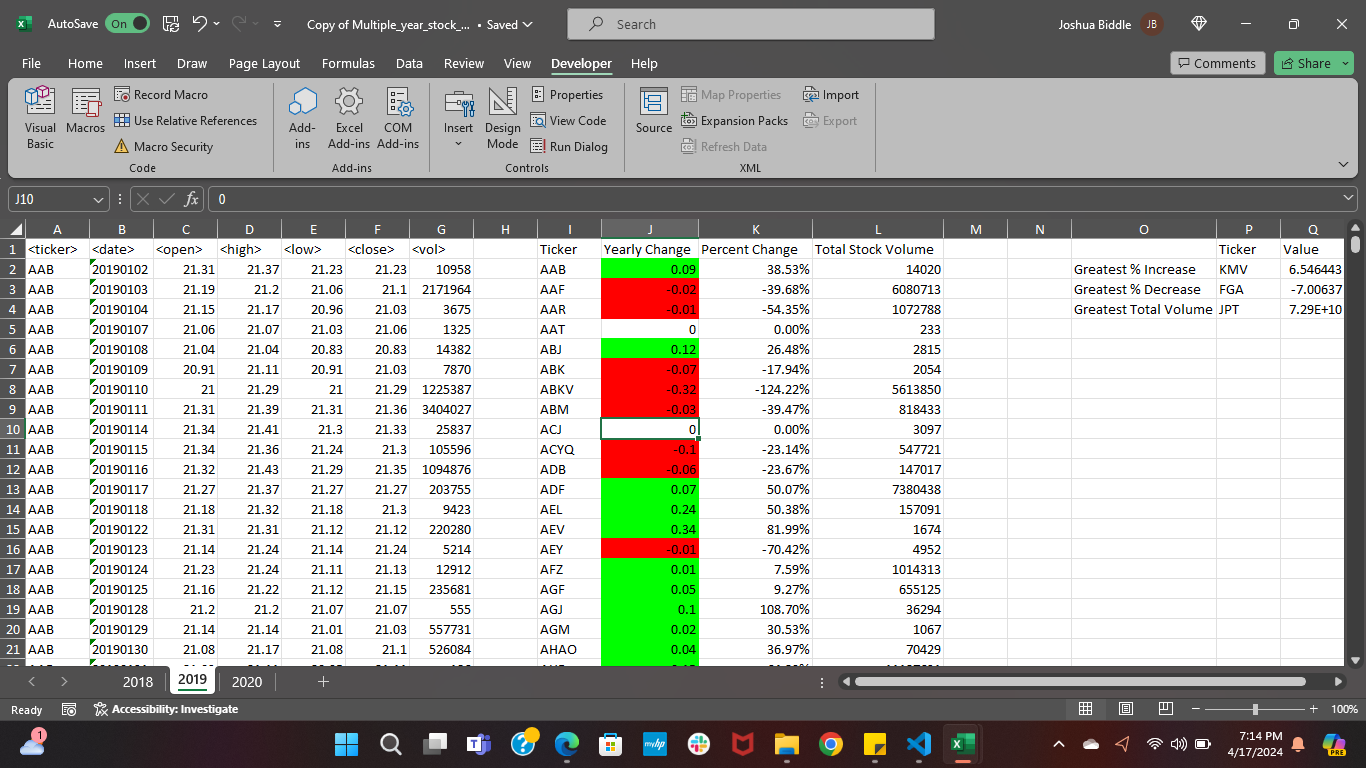 AutoSave On Copy of Multiple_year_stock_... • Saved Search Joshua Biddle JB
File Home Insert Draw Page Layout Formulas Data Review View Developer Help Comments Share
Visual Basic
Macros
Record Macro
Use Relative References
Macro Security
Code
Add-ins
Excel Add-ins
COM Add-ins
Add-ins
Insert
Design Mode
Properties
View Code
Run Dialog
Controls
Source
Map Properties
Expansion Packs
Refresh Data
Import
Export
XML
J10 fx 0
A B C D E F G H I J K L M N O P Q
1 <ticker> <date> <open> <high> <low> <close> <vol> Ticker Yearly Change Percent Change Total Stock Volume Ticker Value
2 AAB 20190102 21.31 21.37 21.23 21.23 10958 AAB 0.09 38.53% 14020 Greatest % Increase KMV 6.546443
3 AAB 20190103 21.19 21.2 21.06 21.1 2171964 AAF -0.02 -39.68% 6080713 Greatest % Decrease FGA -7.00637
4 AAB 20190104 21.15 21.17 20.96 21.03 3675 AAR -0.01 -54.35% 1072788 Greatest Total Volume JPT 7.29E+10
5 AAB 20190107 21.06 21.07 21.03 21.06 1325 AAT 0 0.00% 233
6 AAB 20190108 21.04 21.04 20.83 20.83 14382 ABJ 0.12 26.48% 2815
7 AAB 20190109 20.91 21.11 20.91 21.03 7870 ABK -0.07 -17.94% 2054
8 AAB 20190110 21 21.29 21 21.29 1225387 ABKV -0.32 -124.22% 5613850
9 AAB 20190111 21.31 21.39 21.31 21.36 3404027 ABM -0.03 -39.47% 818433
10 AAB 20190114 21.34 21.41 21.3 21.33 25837 ACJ 0 0.00% 3097
11 AAB 20190115 21.34 21.36 21.24 21.3 105596 ACYQ -0.1 -23.14% 547721
12 AAB 20190116 21.32 21.43 21.29 21.35 1094876 ADB -0.06 -23.67% 147017
13 AAB 20190117 21.27 21.37 21.27 21.27 203755 ADF 0.07 50.07% 7380438
14 AAB 20190118 21.18 21.32 21.18 21.3 9423 AEL 0.24 50.38% 157091
15 AAB 20190122 21.31 21.31 21.12 21.12 220280 AEV 0.34 81.99% 1674
16 AAB 20190123 21.14 21.24 21.14 21.24 5214 AEY -0.01 -70.42% 4952
17 AAB 20190124 21.23 21.24 21.11 21.13 12912 AFZ 0.01 7.59% 1014313
18 AAB 20190125 21.16 21.22 21.12 21.15 235681 AGF 0.05 9.27% 655125
19 AAB 20190128 21.2 21.2 21.07 21.07 555 AGJ 0.1 108.70% 36294
20 AAB 20190129 21.14 21.14 21.01 21.03 557731 AGM 0.02 30.53% 1067
21 AAB 20190130 21.08 21.17 21.08 21.1 526084 AHAO 0.04 36.97% 70429
2018 2019 2020
Ready Accessibility: Investigate 100%
1 myhp 7:14 PM PRE
4/17/2024